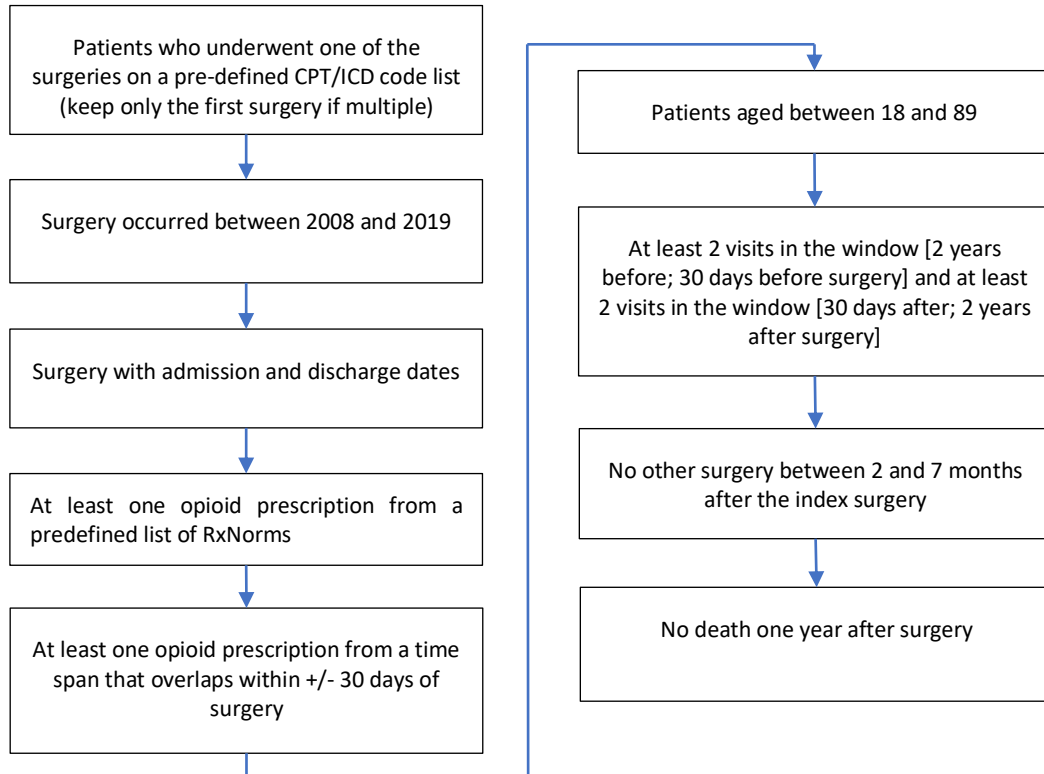 Patients who underwent one of the
surgeries on a pre-defined CPT/ICD code list
(keep only the first surgery if multiple)
Surgery occurred between 2008 and 2019
Surgery with admission and discharge dates
At least one opioid prescription from a
predefined list of RxNorms
At least one opioid prescription from a time
span that overlaps within +/- 30 days of
surgery
Patients aged between 18 and 89
At least 2 visits in the window [2 years
before; 30 days before surgery] and at least
2 visits in the window [30 days after; 2 years
after surgery]
No other surgery between 2 and 7 months
after the index surgery
No death one year after surgery